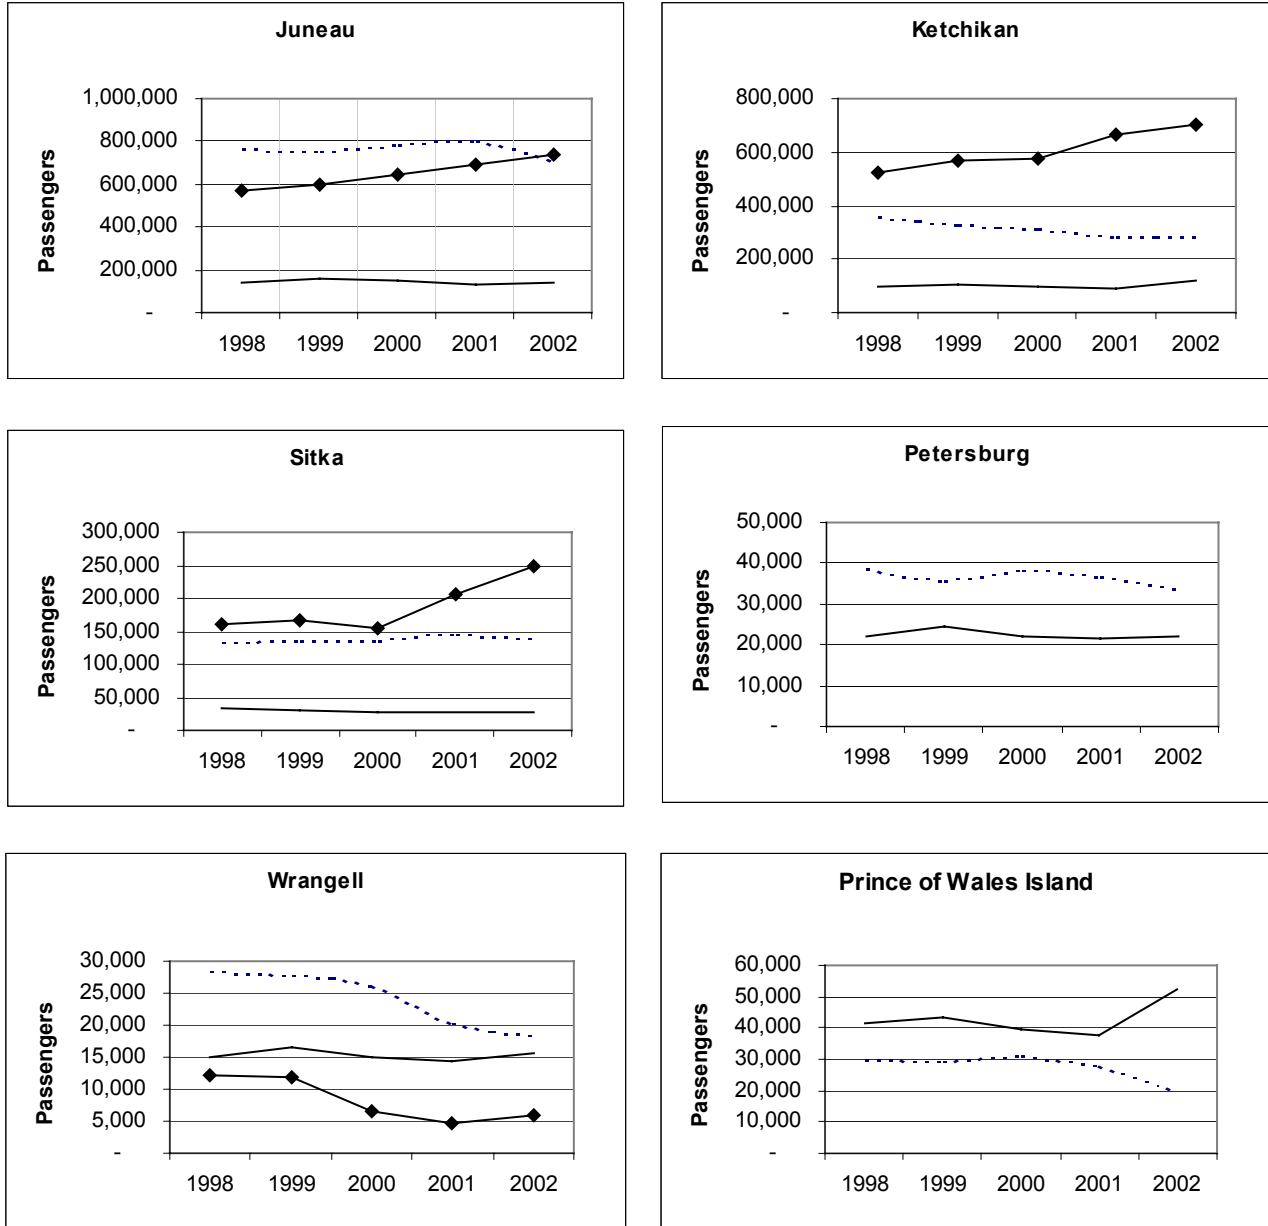 Juneau
Passengers
1,000,000
800,000
600,000
400,000
200,000
-
1998 1999 2000 2001 2002
Ketchikan
Passengers
800,000
600,000
400,000
200,000
-
1998 1999 2000 2001 2002
Sitka
Passengers
300,000
250,000
200,000
150,000
100,000
50,000
-
1998 1999 2000 2001 2002
Petersburg
Passengers
50,000
40,000
30,000
20,000
10,000
-
1998 1999 2000 2001 2002
Wrangell
Passengers
30,000
25,000
20,000
15,000
10,000
5,000
-
1998 1999 2000 2001 2002
Prince of Wales Island
Passengers
60,000
50,000
40,000
30,000
20,000
10,000
-
1998 1999 2000 2001 2002